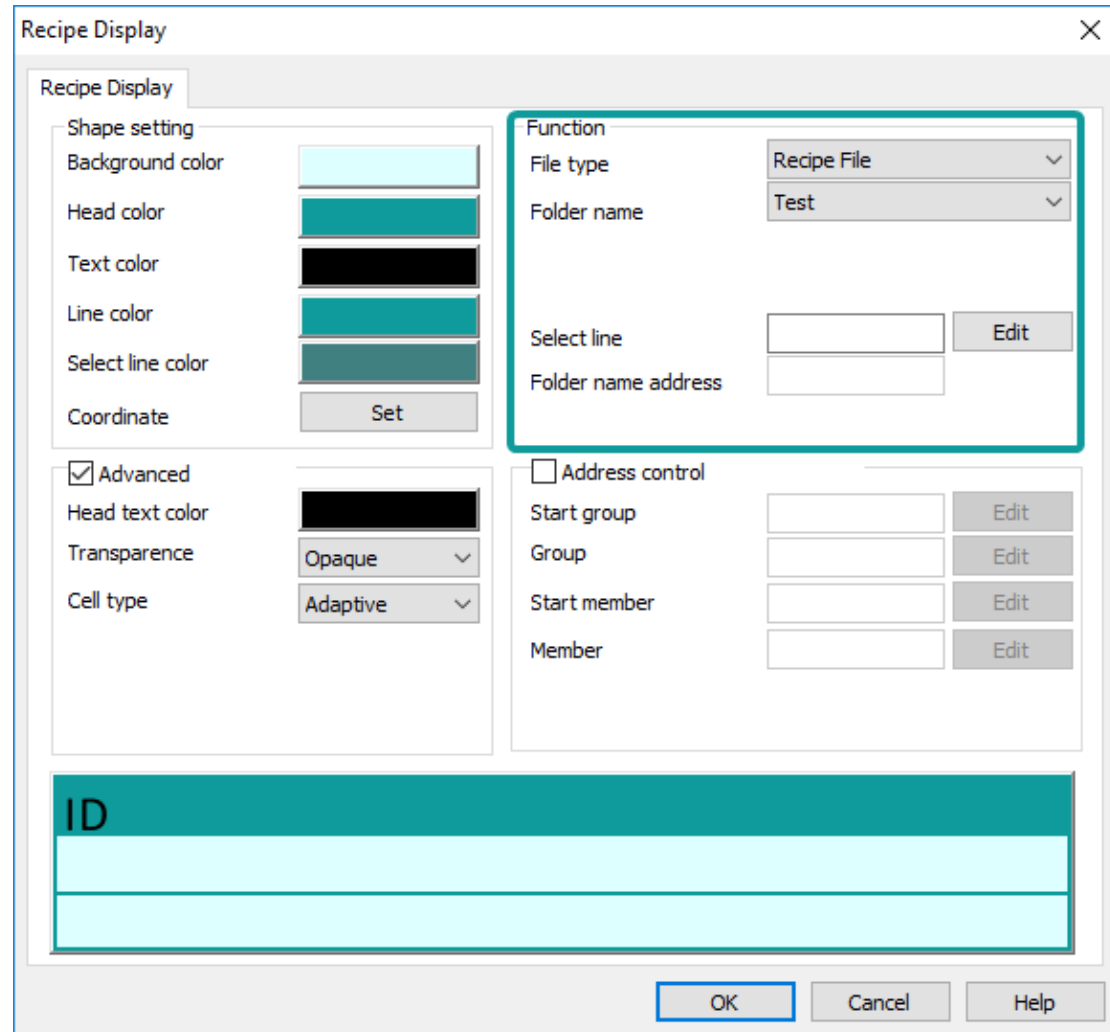 Recipe Display
Recipe Display
Shape setting
Background color
Head color
Text color
Line color
Select line color
Coordinate
Set
Function
File type
Recipe File
Folder name
Test
Select line
Edit
Folder name address
Advanced
Head text color
Transparence
Opaque
Cell type
Adaptive
Address control
Start group
Edit
Group
Edit
Start member
Edit
Member
Edit
ID
OK
Cancel
Help